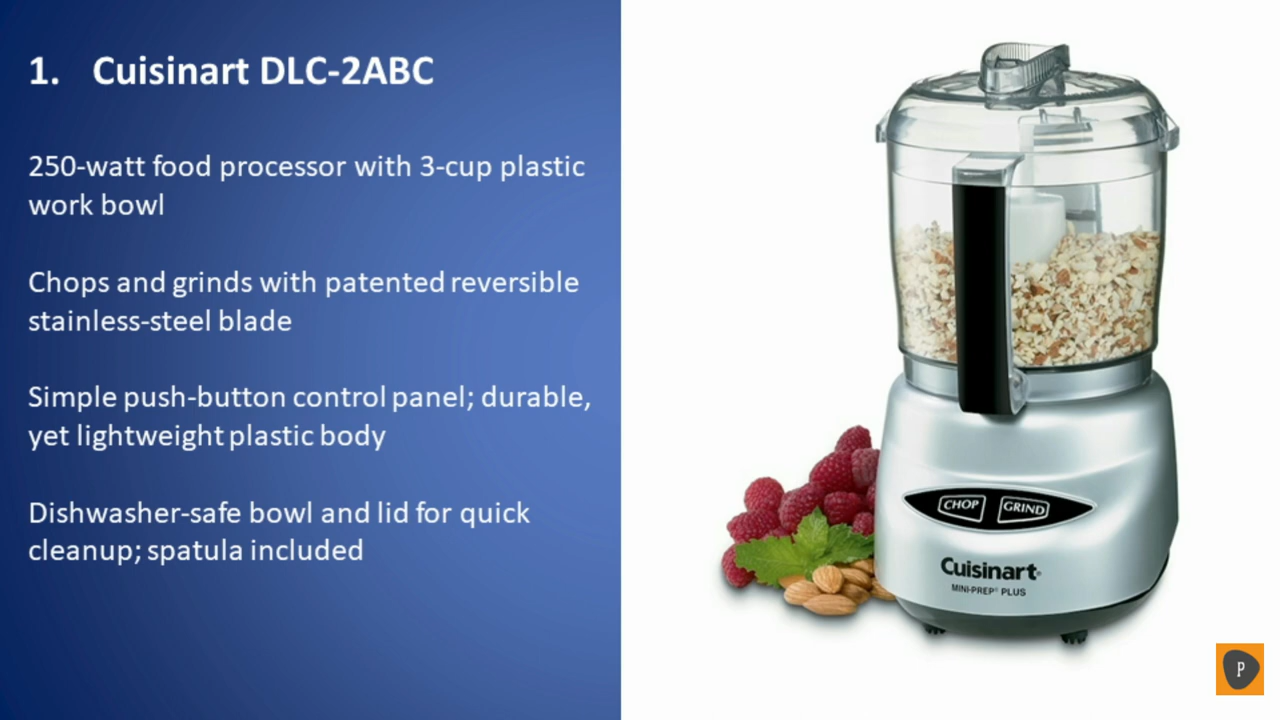 1. Cuisinart DLC-2ABC
250-watt food processor with 3-cup plastic
work bowl
Chops and grinds with patented reversible
stainless-steel blade
Simple push-button control panel; durable,
yet lightweight plastic body
Dishwasher-safe bowl and lid for quick
cleanup; spatula included
CHOP GRIND
Cuisinart®
MINI-PREP® PLUS
P